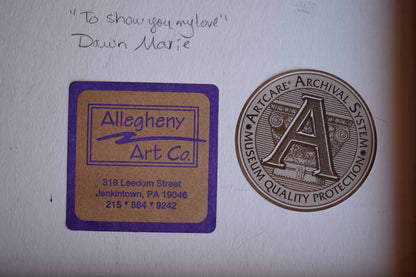 "To show you my love"
Dawn Marie
Allegheny
Art Co.
318 Leedom Street
Jenkintown, PA 19046
215 * 884 * 9242
ARTCARE® ARCHIVAL SYSTEM
A
• MUSEUM QUALITY PROTECTION •